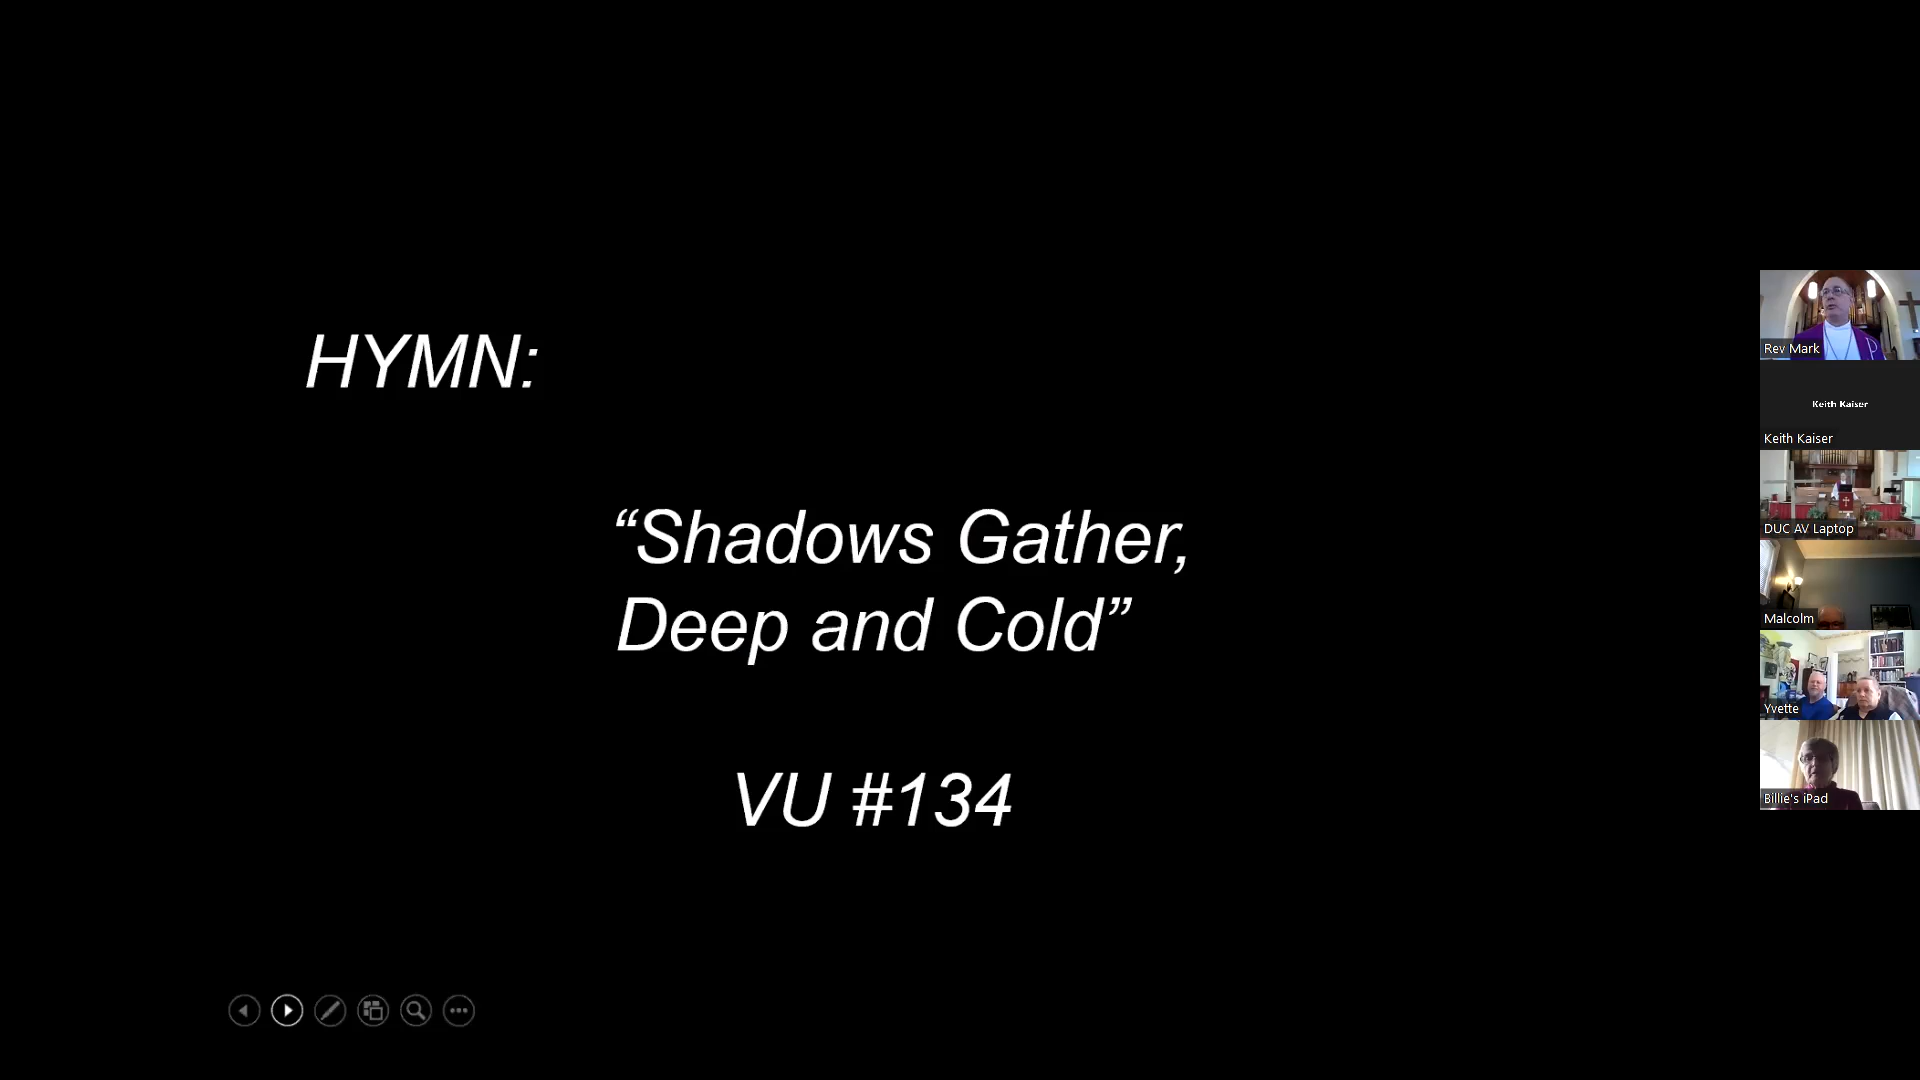 HYMN:
“Shadows Gather,
Deep and Cold”
VU #134
Rev Mark
Keith Kaiser
Keith Kaiser
DUC AV Laptop
Malcolm
Yvette
Billie's iPad